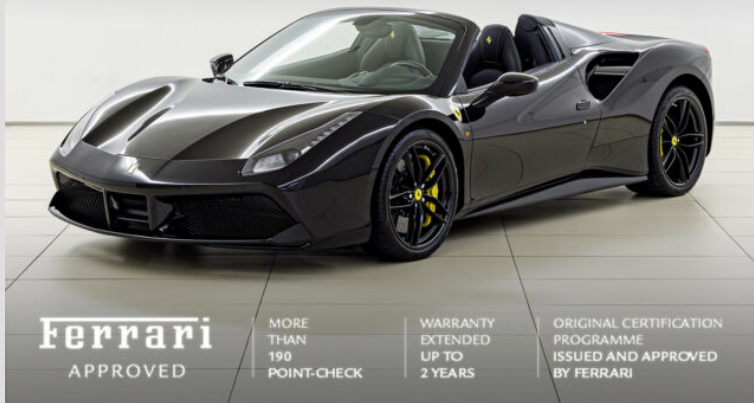 Ferrari
APPROVED
MORE
THAN
190
POINT-CHECK
WARRANTY
EXTENDED
UP TO
2 YEARS
ORIGINAL CERTIFICATION
PROGRAMME
ISSUED AND APPROVED
BY FERRARI